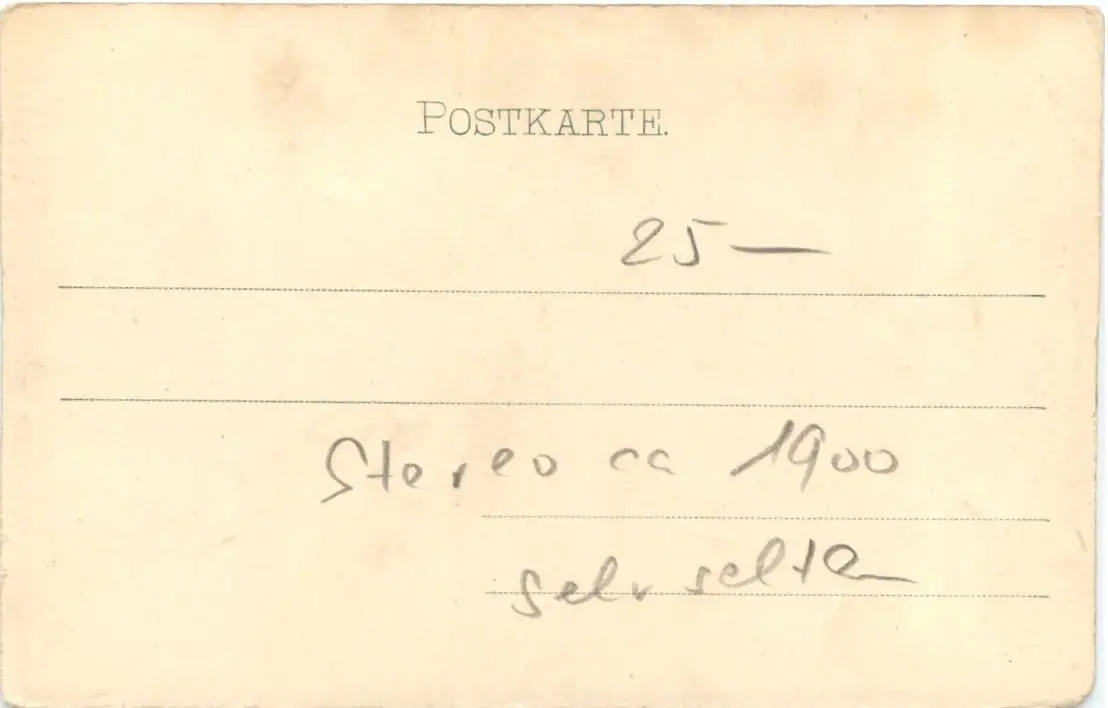 POSTKARTE.
25—
Stereo ca 1900
sehr selten